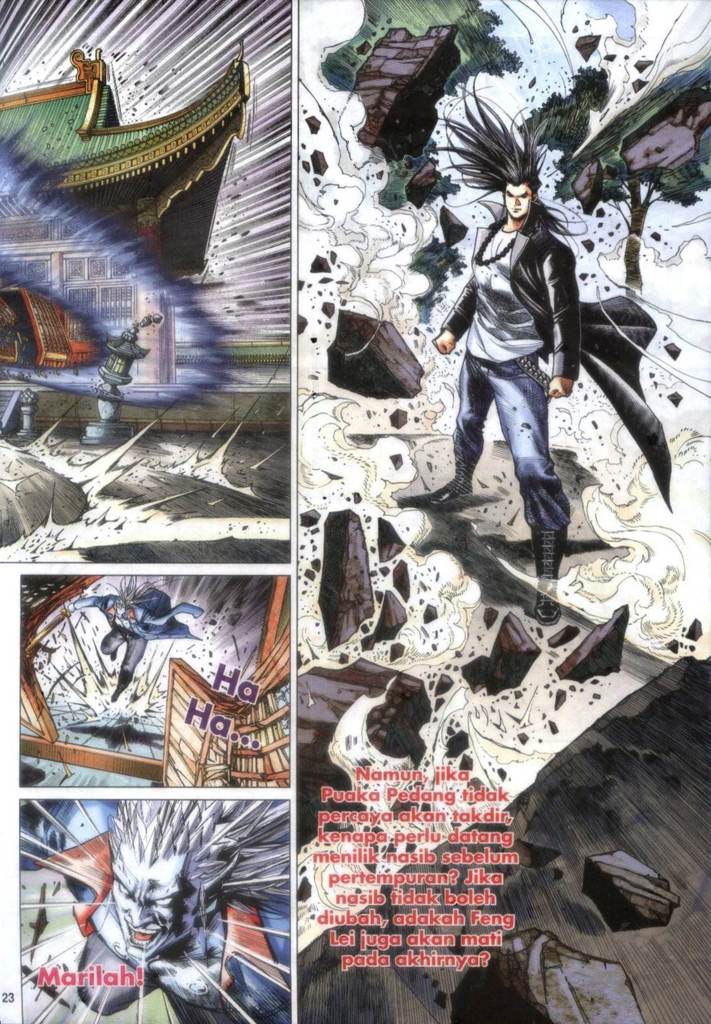 Ha
Ha...
Marilah!
Namun, jika
Puaka Pedang tidak
percaya akan takdir,
kenapa perlu datang
menilik nasib sebelum
pertempuran? Jika
nasib tidak boleh
diubah, adakah Feng
Lei juga akan mati
pada akhirnya?
23